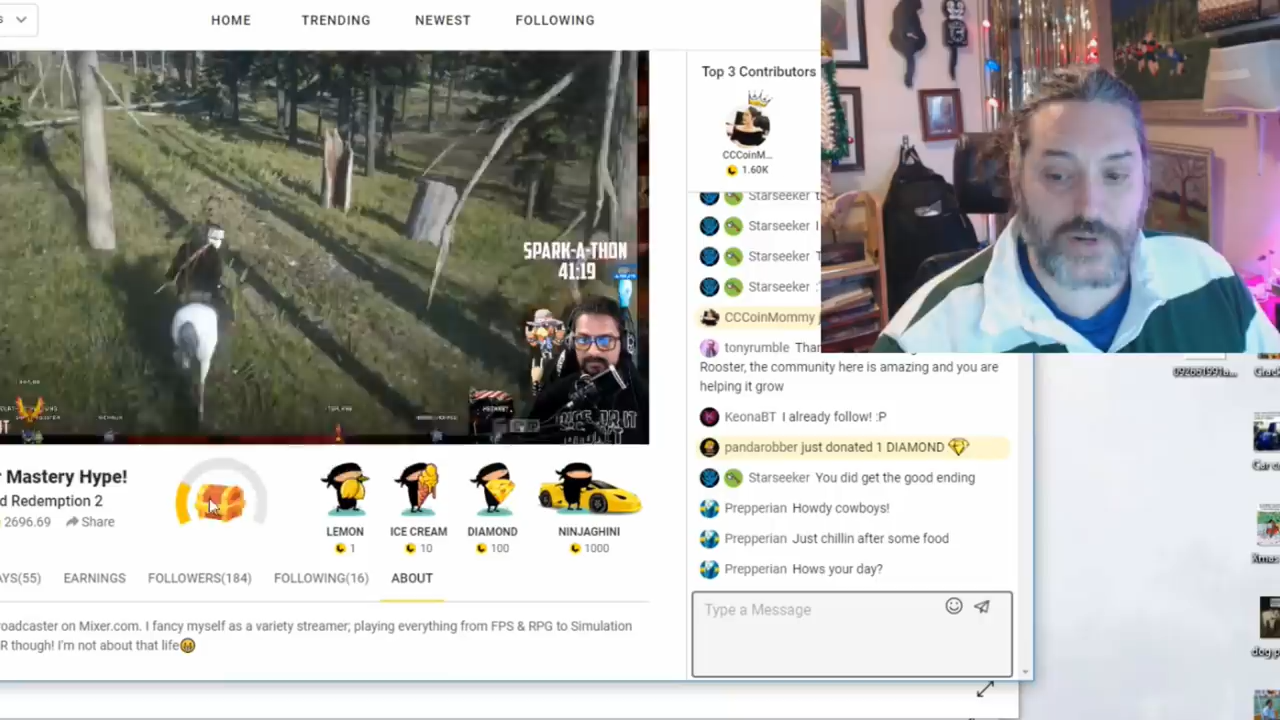 HOME TRENDING NEWEST FOLLOWING
SPARK-A-THON
41:19
Mastery Hype!
d Redemption 2
2696.69 Share
LEMON ICE CREAM DIAMOND NINJAGHINI
1 10 100 1000
AYS(55) EARNINGS FOLLOWERS(184) FOLLOWING(16) ABOUT
roadcaster on Mixer.com. I fancy myself as a variety streamer; playing everything from FPS & RPG to Simulation
R though! I'm not about that life
Top 3 Contributors
CCCoinM...
1.60K
Starseeker t
Starseeker I
Starseeker T
Starseeker :
CCCoinMommy j
tonyrumble Than
Rooster, the community here is amazing and you are
helping it grow
KeonaBT I already follow! :P
pandarobber just donated 1 DIAMOND
Starseeker You did get the good ending
Prepperian Howdy cowboys!
Prepperian Just chillin after some food
Prepperian Hows your day?
Type a Message